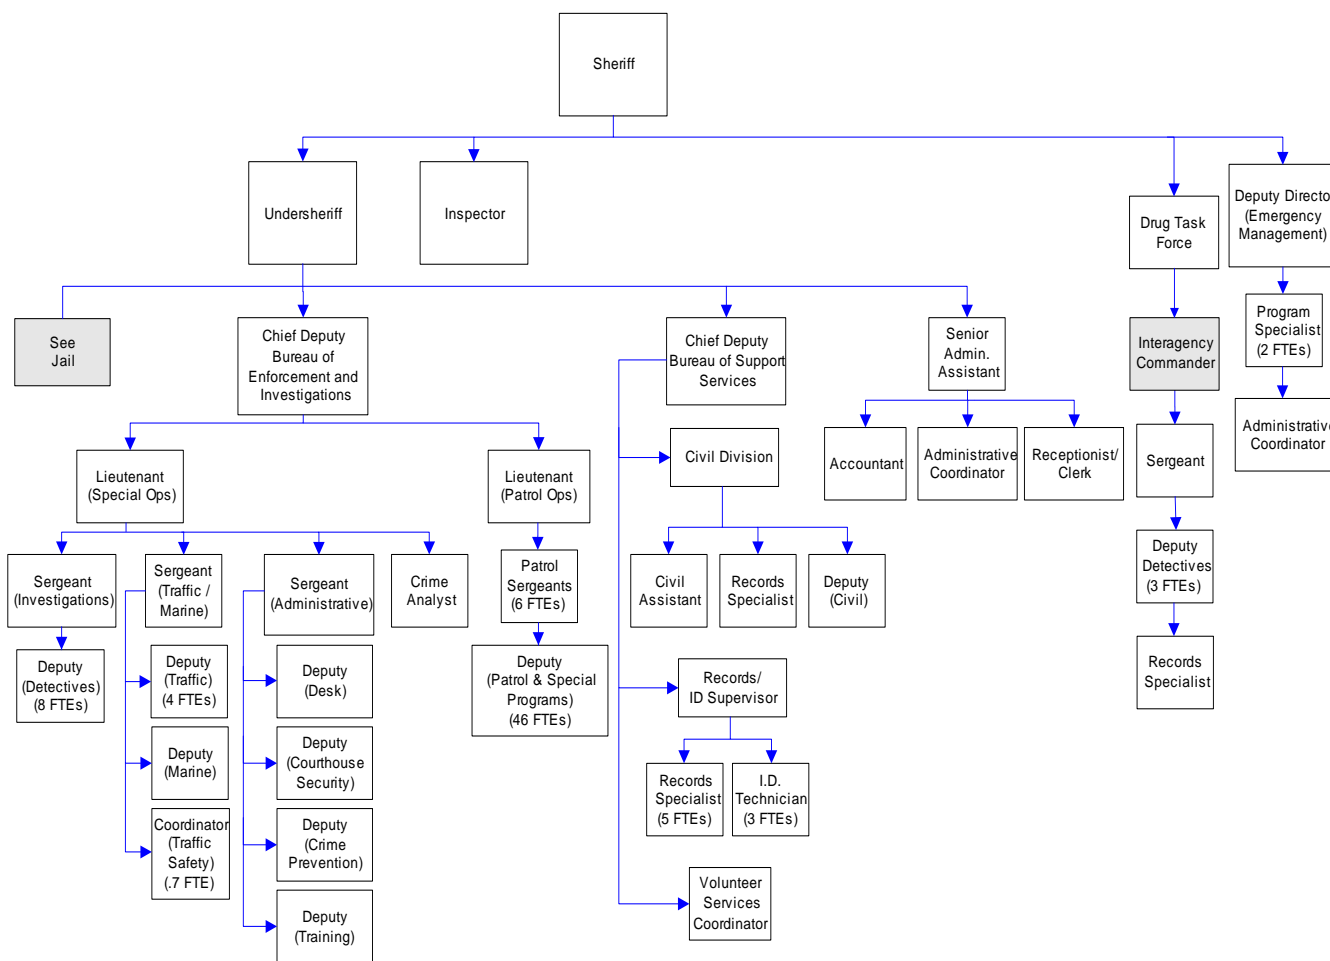 Sheriff
Undersheriff
Inspector
Drug Task
Force
Deputy Directo
(Emergency
Management)
See
Jail
Chief Deputy
Bureau of
Enforcement and
Investigations
Chief Deputy
Bureau of Support
Services
Senior
Admin.
Assistant
Interagency
Commander
Program
Specialist
(2 FTEs)
Lieutenant
(Special Ops)
Lieutenant
(Patrol Ops)
Civil Division
Accountant
Administrative
Coordinator
Receptionist/
Clerk
Sergeant
Administrative
Coordinator
Sergeant
(Investigations)
Sergeant
(Traffic /
Marine)
Sergeant
(Administrative)
Crime
Analyst
Patrol
Sergeants
(6 FTEs)
Civil
Assistant
Records
Specialist
Deputy
(Civil)
Deputy
Detectives
(3 FTEs)
Deputy
(Detectives)
(8 FTEs)
Deputy
(Traffic)
(4 FTEs)
Deputy
(Desk)
Deputy
(Patrol & Special
Programs)
(46 FTEs)
Records/
ID Supervisor
Records
Specialist
Deputy
(Marine)
Deputy
(Courthouse
Security)
Records
Specialist
(5 FTEs)
I.D.
Technician
(3 FTEs)
Coordinator
(Traffic
Safety)
(.7 FTE)
Deputy
(Crime
Prevention)
Volunteer
Services
Coordinator
Deputy
(Training)